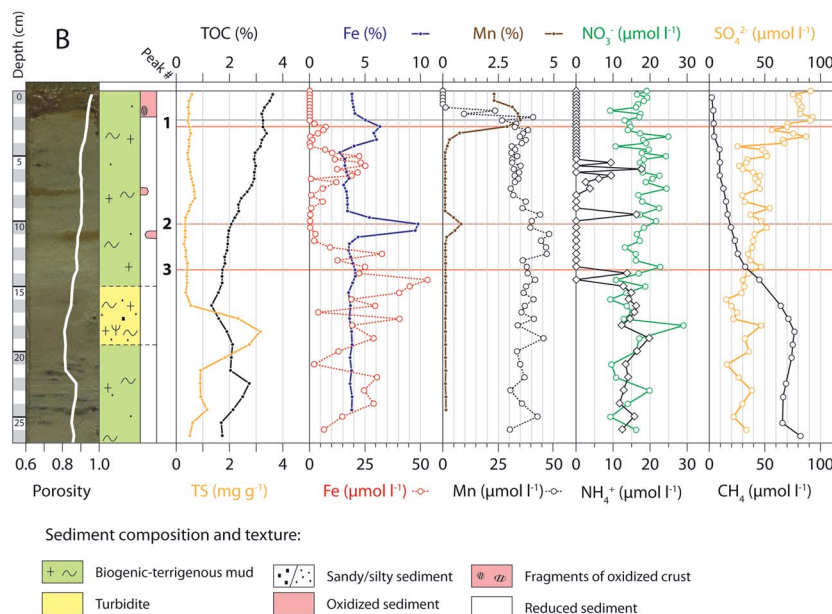 B
Depth (cm)
Peak #
TOC (%)
Fe (%)
Mn (%)
NO₃⁻ (μmol l⁻¹)
SO₄²⁻ (μmol l⁻¹)
0 2 4
0 5 10
0 5
0 10 20 30
0 50 100
0
5
10
15
20
25
1
2
3
0.6 0.8 1.0
0 2 4
0 10 20 30 40 50
0 25 50
0 10 20 30
0 50 100
Porosity
TS (mg g⁻¹)
Fe (μmol l⁻¹)
Mn (μmol l⁻¹)
NH₄⁺ (μmol l⁻¹)
CH₄ (μmol l⁻¹)
Sediment composition and texture:
Biogenic-terrigenous mud
Sandy/silty sediment
Fragments of oxidized crust
Turbidite
Oxidized sediment
Reduced sediment